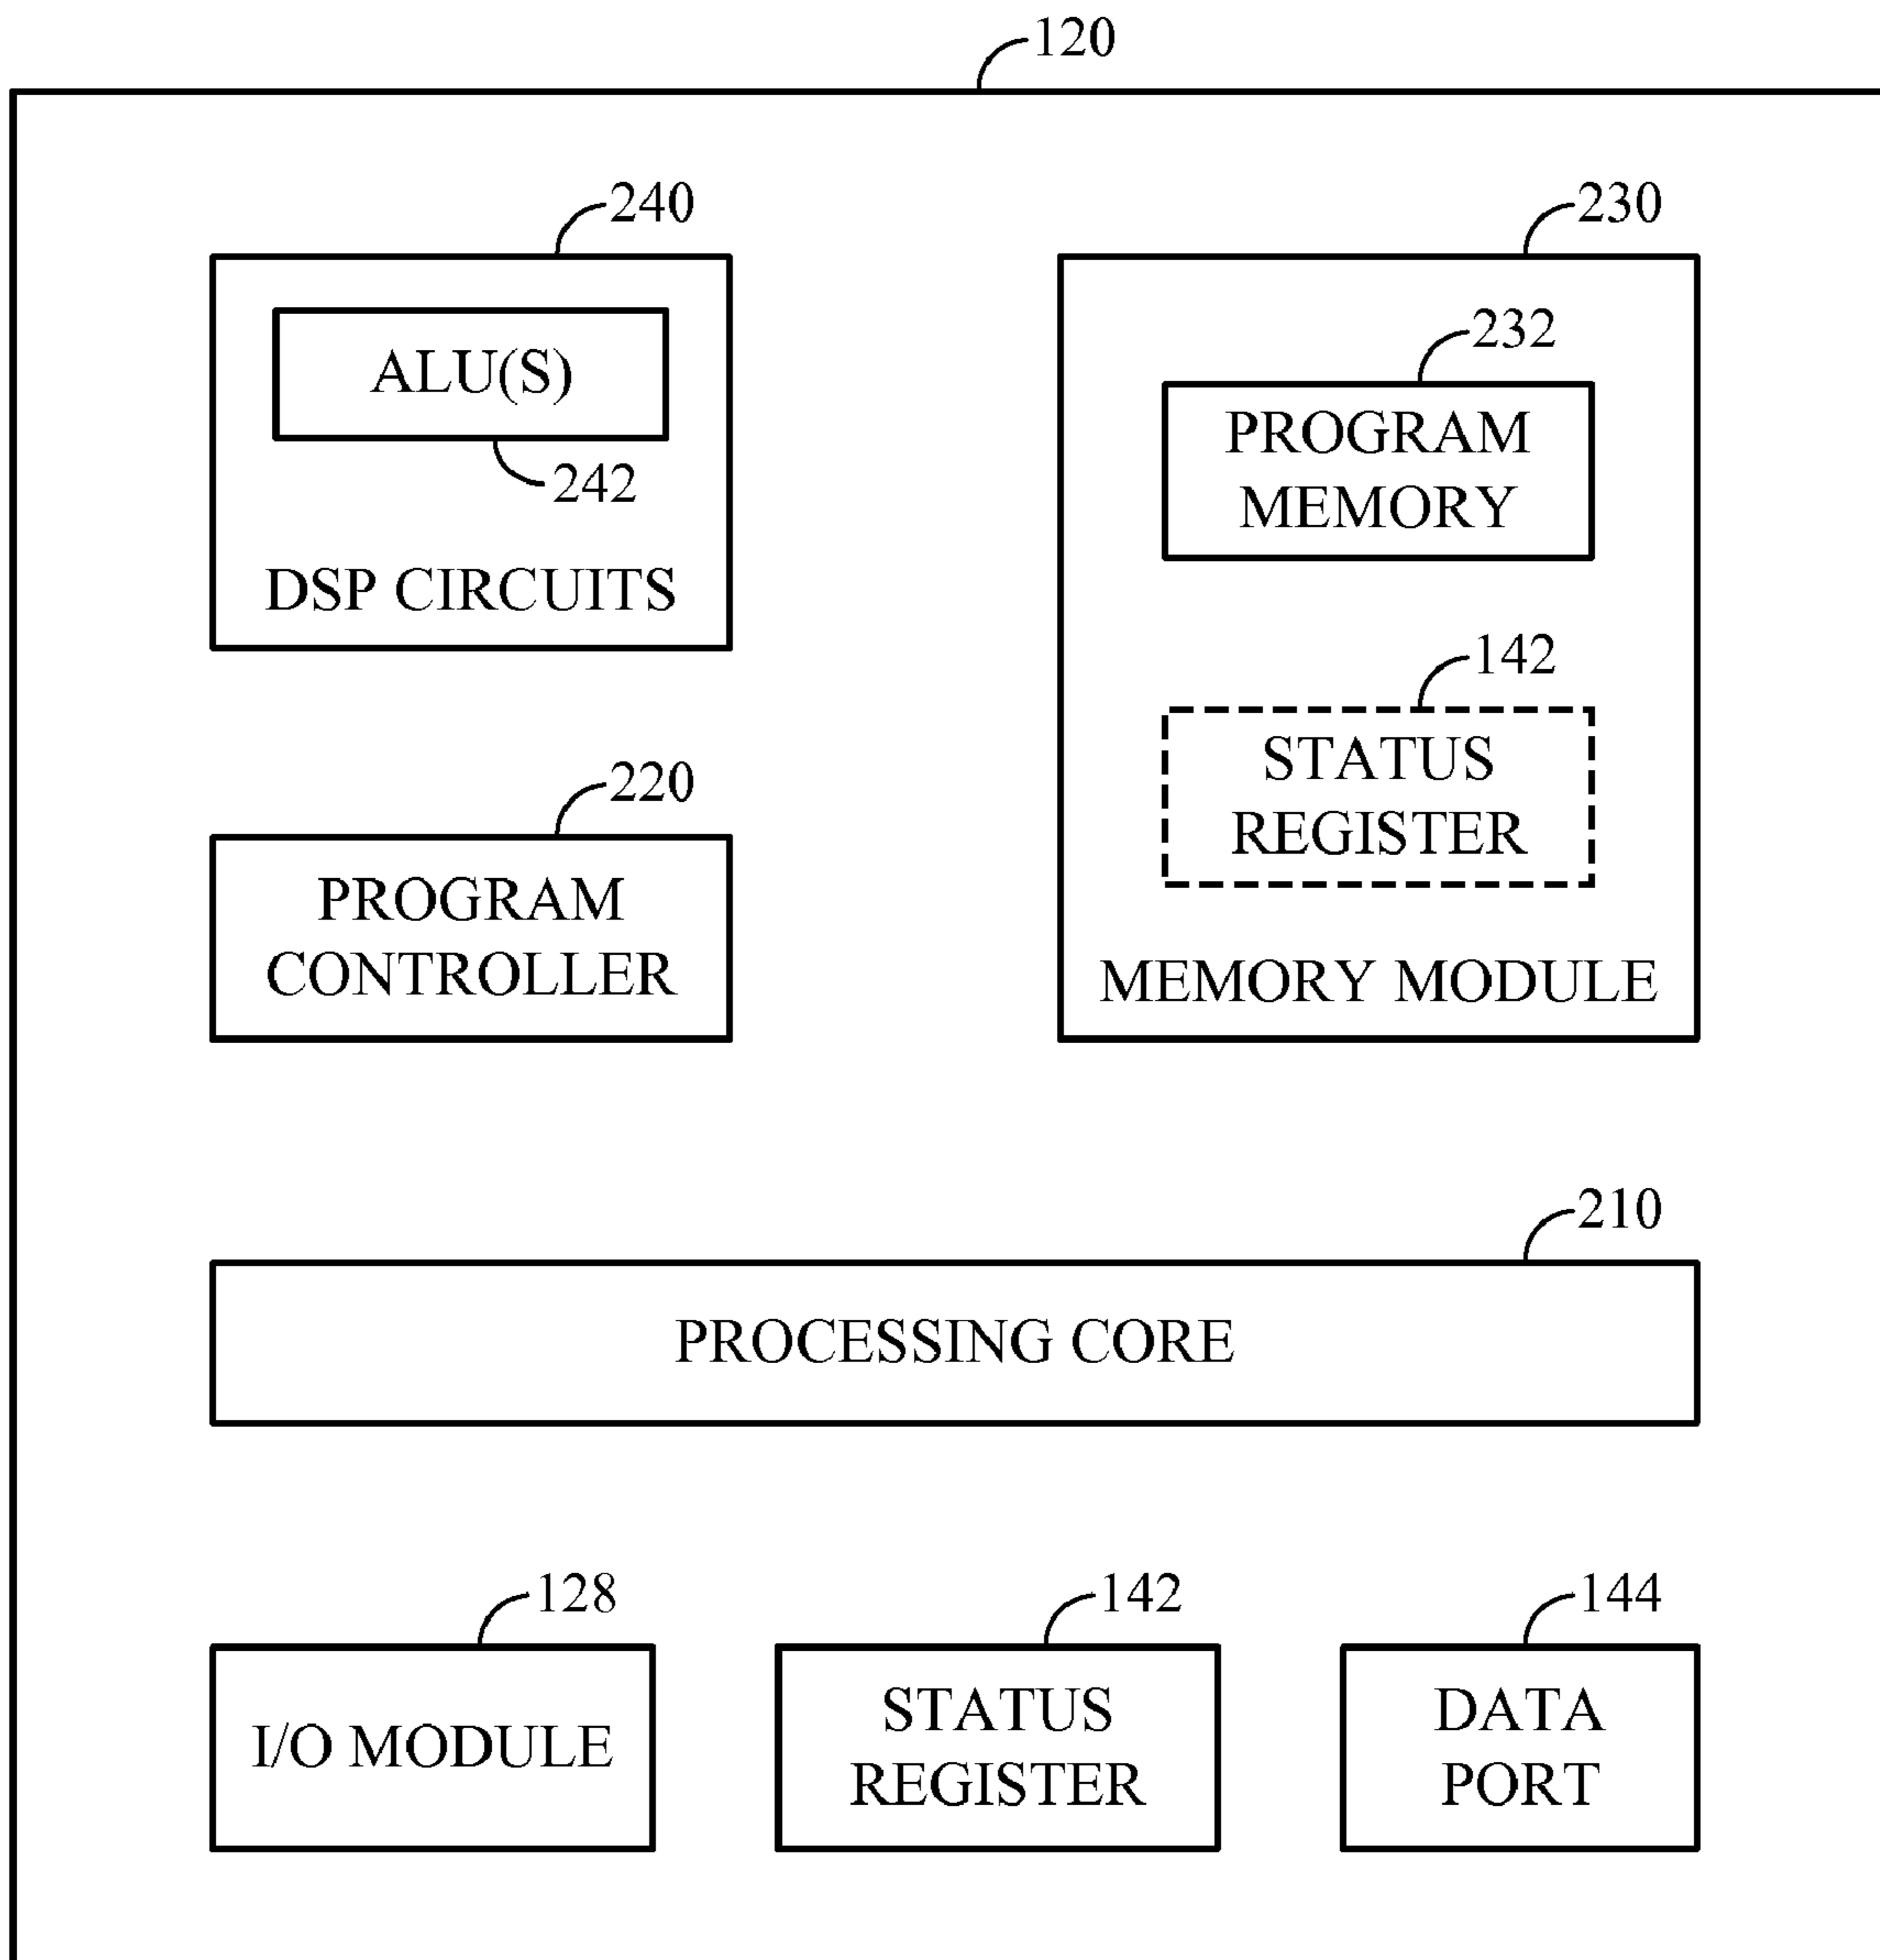 120
240
230
ALU(S)
232
242
PROGRAM
MEMORY
DSP CIRCUITS
142
STATUS
REGISTER
220
PROGRAM
CONTROLLER
MEMORY MODULE
210
PROCESSING CORE
128
142
144
I/O MODULE
STATUS
REGISTER
DATA
PORT